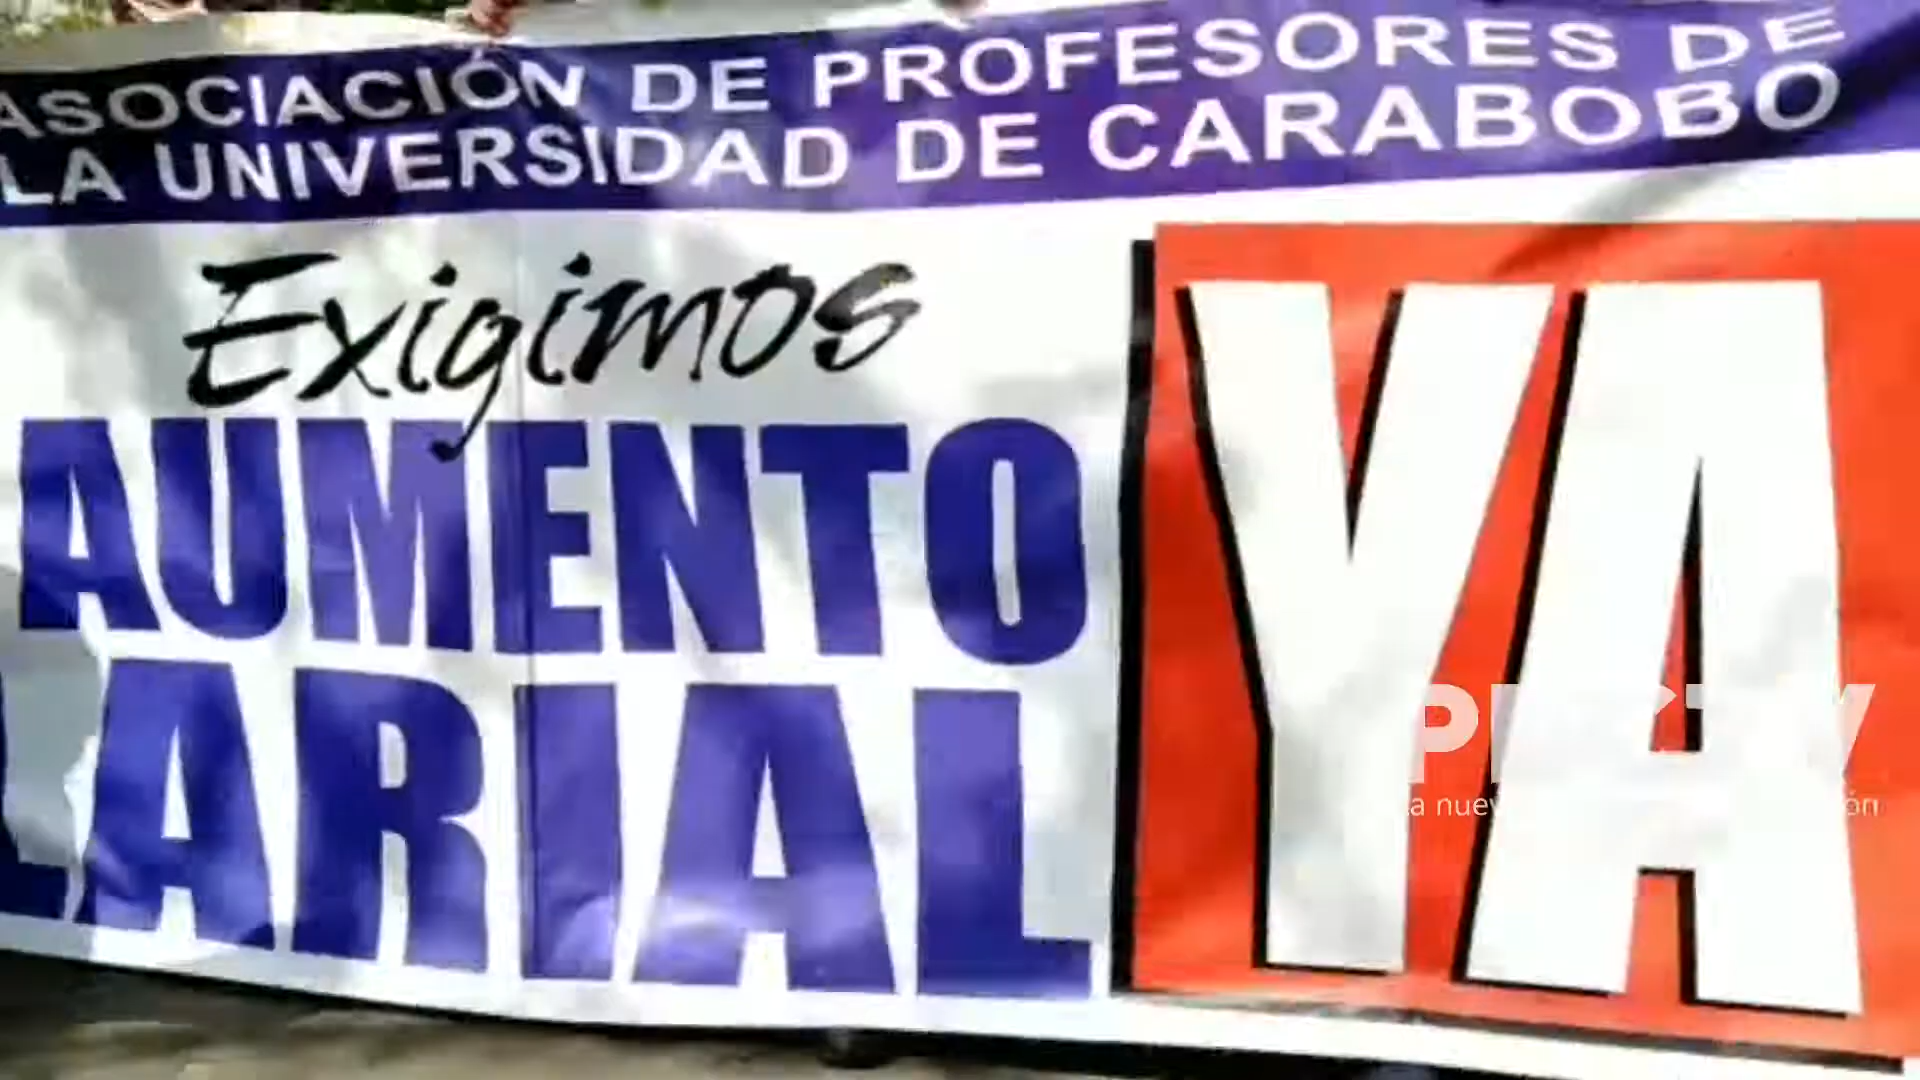 ASOCIACIÓN DE PROFESORES DE
LA UNIVERSIDAD DE CARABOBO
Exigimos
AUMENTO
LARIAL
YA